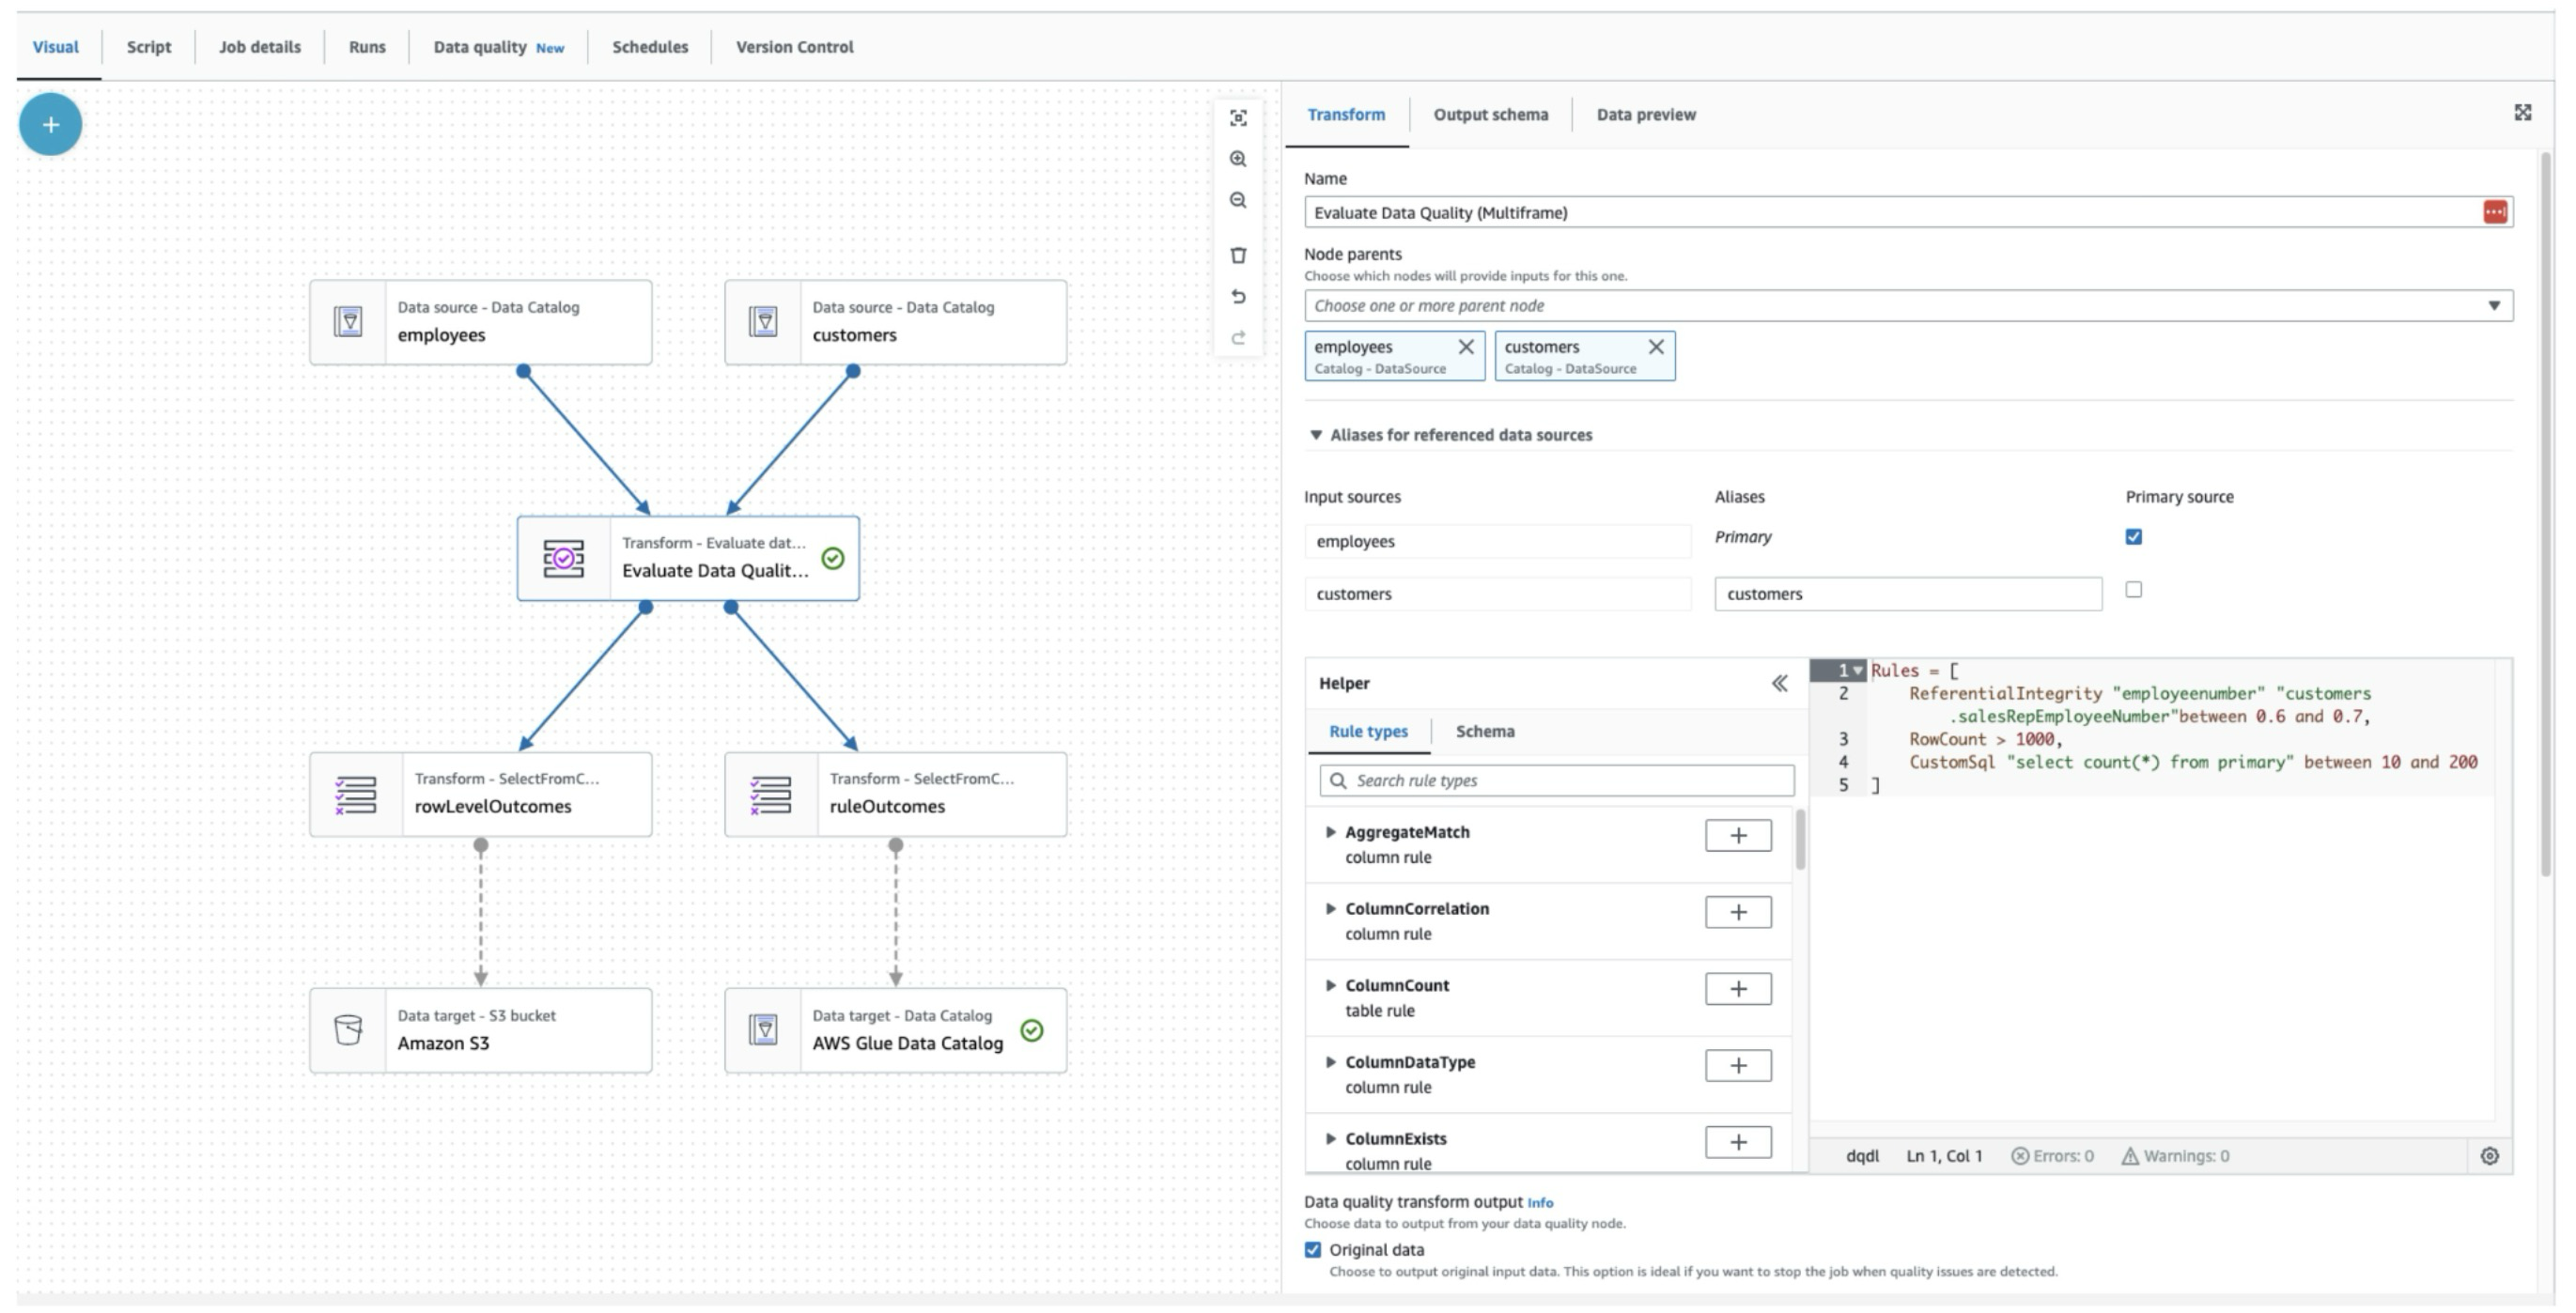 Visual Script Job details Runs Data quality New Schedules Version Control
+
Data source - Data Catalog
employees
Data source - Data Catalog
customers
Transform - Evaluate dat...
Evaluate Data Qualit...
Transform - SelectFromC...
rowLevelOutcomes
Transform - SelectFromC...
ruleOutcomes
Data target - S3 bucket
Amazon S3
Data target - Data Catalog
AWS Glue Data Catalog
Transform Output schema Data preview
Name
Evaluate Data Quality (Multiframe)
Node parents
Choose which nodes will provide inputs for this one.
Choose one or more parent node
employees
Catalog - DataSource
customers
Catalog - DataSource
Aliases for referenced data sources
Input sources Aliases Primary source
employees Primary
customers customers
Helper
Rule types Schema
Search rule types
AggregateMatch
column rule
ColumnCorrelation
column rule
ColumnCount
table rule
ColumnDataType
column rule
ColumnExists
column rule
1 Rules = [
2 ReferentialIntegrity "employeenumber" "customers
.salesRepEmployeeNumber"between 0.6 and 0.7,
3 RowCount > 1000,
4 CustomSql "select count(*) from primary" between 10 and 200
5 ]
dqdl Ln 1, Col 1 Errors: 0 Warnings: 0
Data quality transform output Info
Choose data to output from your data quality node.
Original data
Choose to output original input data. This option is ideal if you want to stop the job when quality issues are detected.